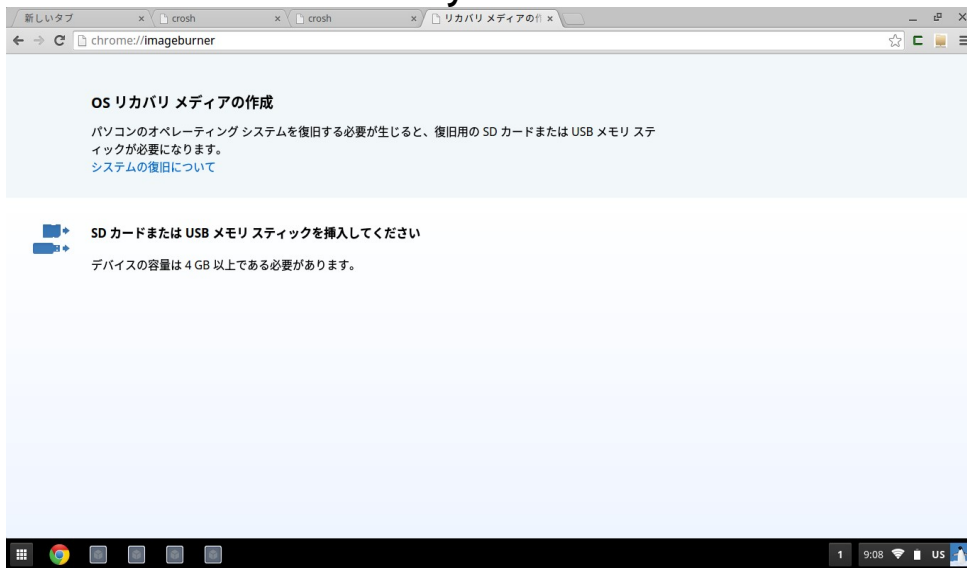 新しいタブ
crosh
crosh
リカバリ メディアの作
chrome://imageburner
OS リカバリ メディアの作成
パソコンのオペレーティング システムを復旧する必要が生じると、復旧用の SD カードまたは USB メモリ ステ
ィックが必要になります。
システムの復旧について
SD カードまたは USB メモリ スティックを挿入してください
デバイスの容量は 4 GB 以上である必要があります。
1 9:08 US